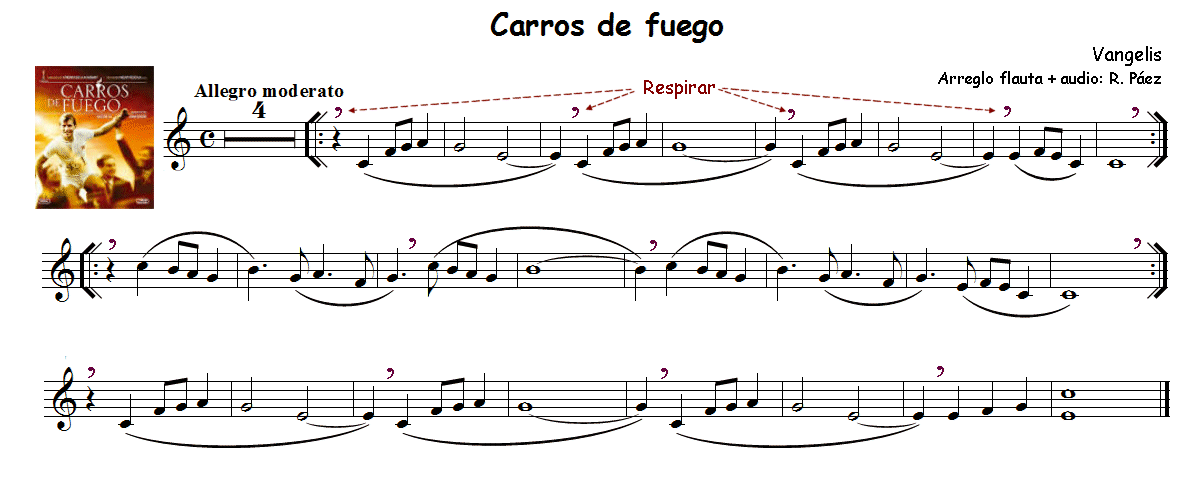 Carros de fuego
Vangelis
Arreglo flauta + audio: R. Páez
CARROS
DE FUEGO
Allegro moderato
4
Respirar